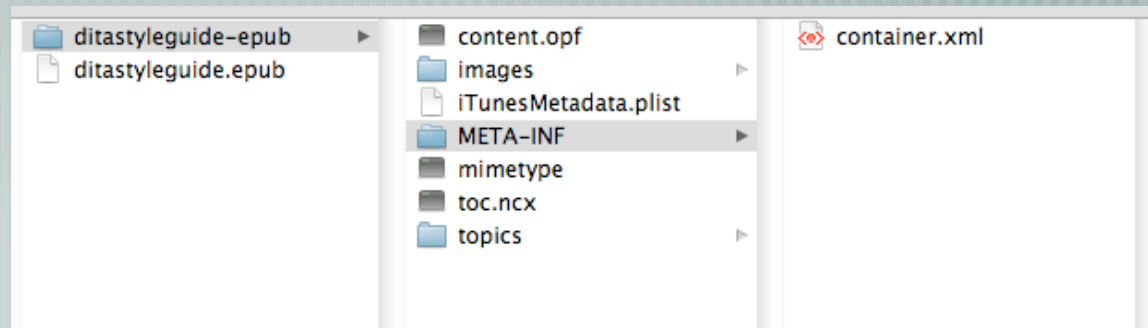 ditastyleguide-epub
ditastyleguide.epub
content.opf
images
iTunesMetadata.plist
META-INF
mimetype
toc.ncx
topics
container.xml